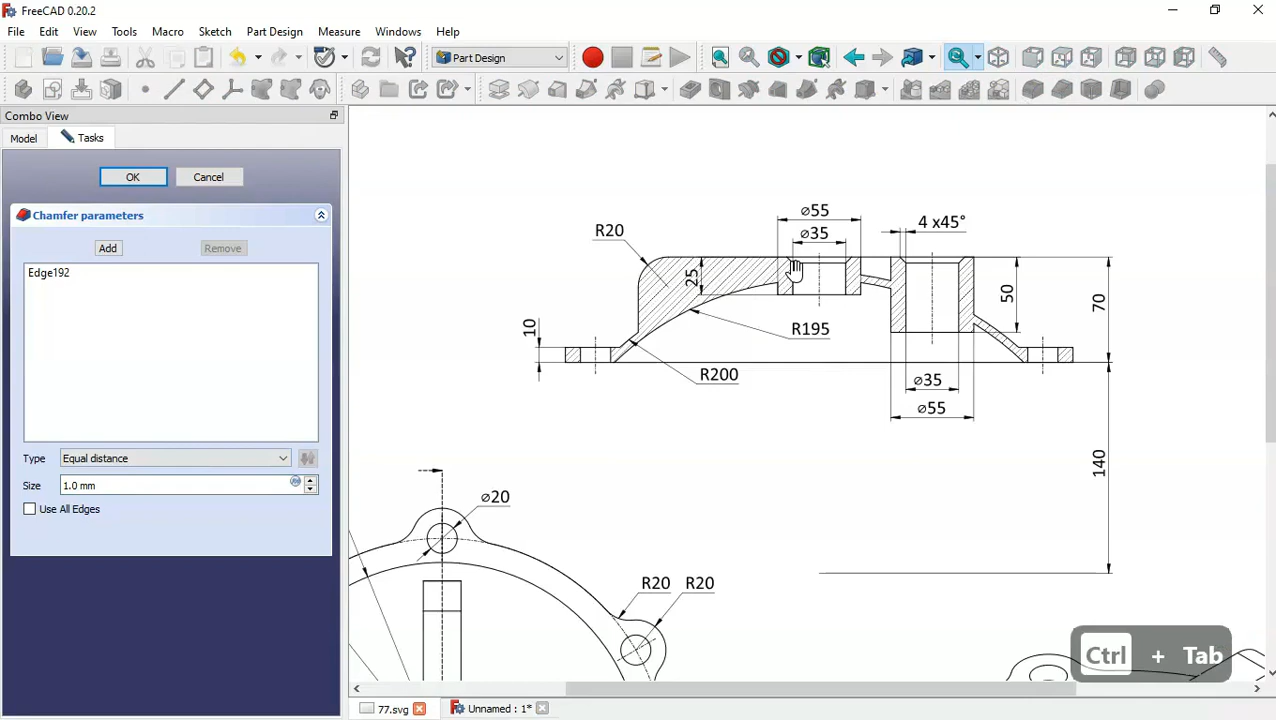 FreeCAD 0.20.2
File Edit View Tools Macro Sketch Part Design Measure Windows Help
Part Design
Combo View
Model Tasks
OK Cancel
Chamfer parameters
Add Remove
Edge192
Type Equal distance
Size 1.0 mm
Use All Edges
⌀55
4 x45°
R20
⌀35
25
50
70
10
R195
R200
⌀35
⌀55
140
⌀20
R20 R20
Ctrl + Tab
77.svg Unnamed : 1*